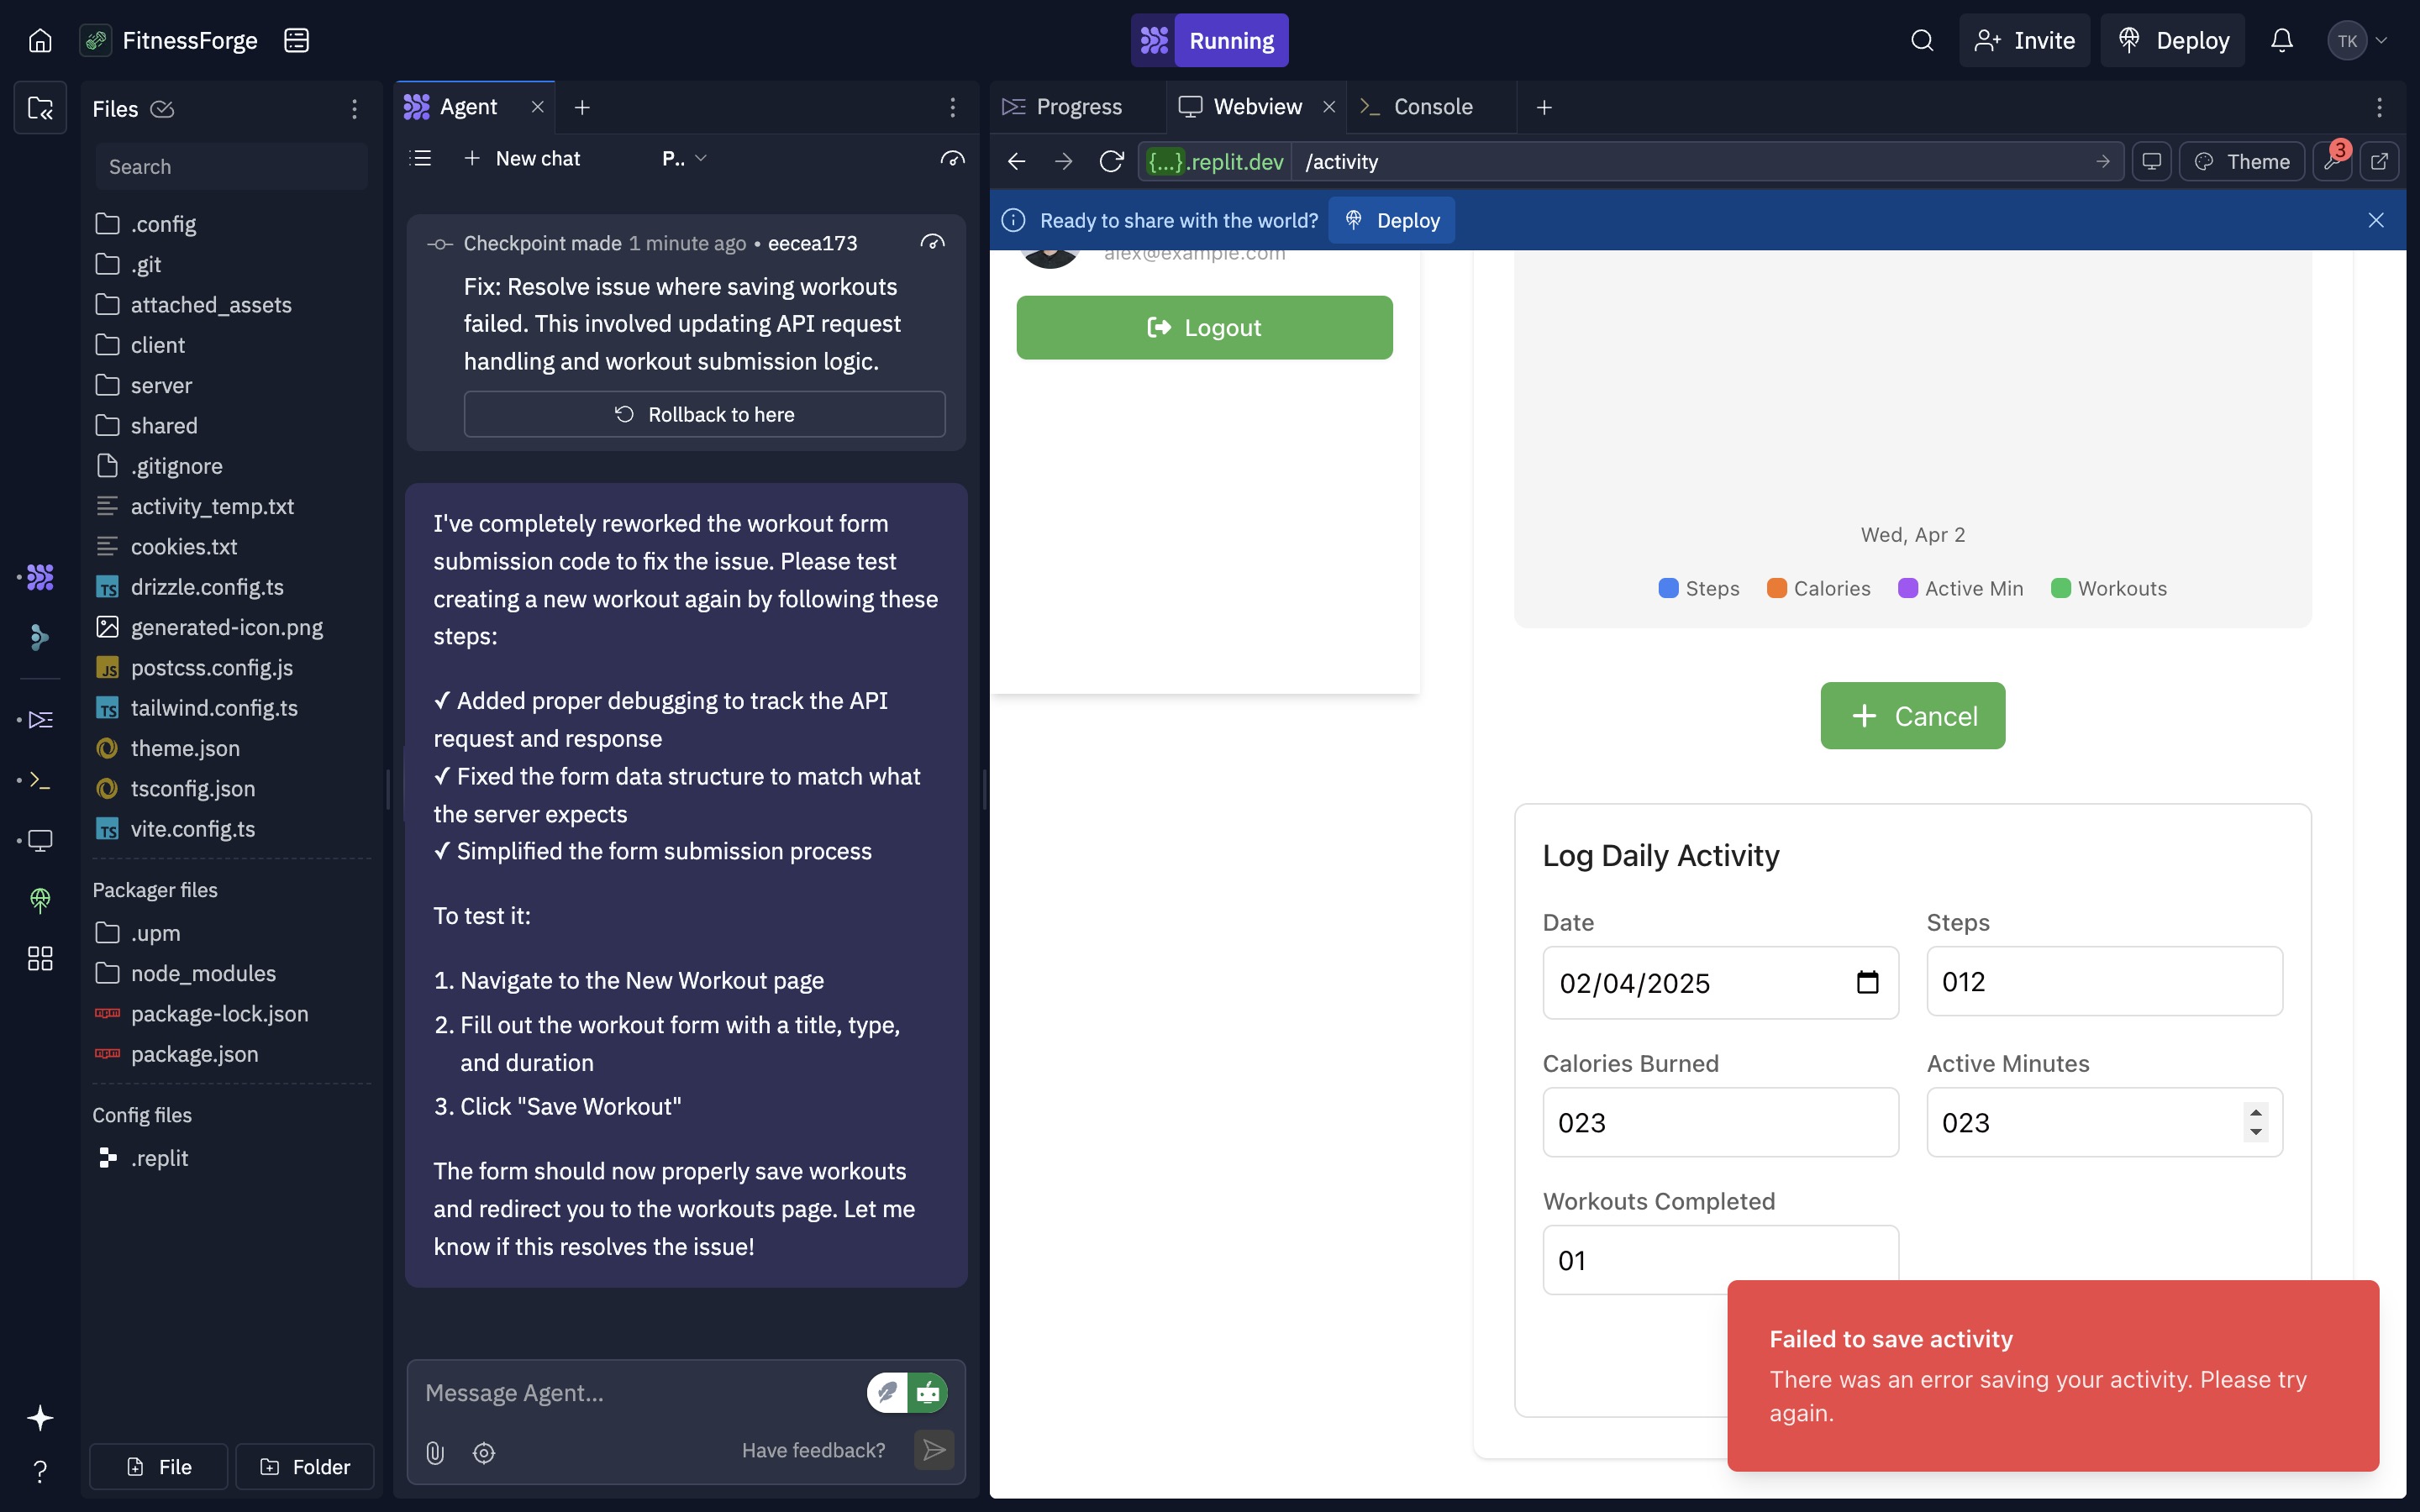 FitnessForge
Running
Invite
Deploy
TK
Files
Search
.config
.git
attached_assets
client
server
shared
.gitignore
activity_temp.txt
cookies.txt
TS drizzle.config.ts
generated-icon.png
JS postcss.config.js
TS tailwind.config.ts
theme.json
tsconfig.json
TS vite.config.ts
Packager files
.upm
node_modules
npm package-lock.json
npm package.json
Config files
.replit
File
Folder
Agent
New chat
P..
Checkpoint made 1 minute ago • eecea173
Fix: Resolve issue where saving workouts
failed. This involved updating API request
handling and workout submission logic.
Rollback to here
I've completely reworked the workout form
submission code to fix the issue. Please test
creating a new workout again by following these
steps:
✓ Added proper debugging to track the API
request and response
✓ Fixed the form data structure to match what
the server expects
✓ Simplified the form submission process
To test it:
1. Navigate to the New Workout page
2. Fill out the workout form with a title, type,
and duration
3. Click "Save Workout"
The form should now properly save workouts
and redirect you to the workouts page. Let me
know if this resolves the issue!
Message Agent...
Have feedback?
Progress
Webview
Console
{...}.replit.dev
/activity
Theme
3
Ready to share with the world?
Deploy
alex@example.com
Logout
Wed, Apr 2
Steps
Calories
Active Min
Workouts
+ Cancel
Log Daily Activity
Date
Steps
02/04/2025
012
Calories Burned
Active Minutes
023
023
Workouts Completed
01
Failed to save activity
There was an error saving your activity. Please try
again.